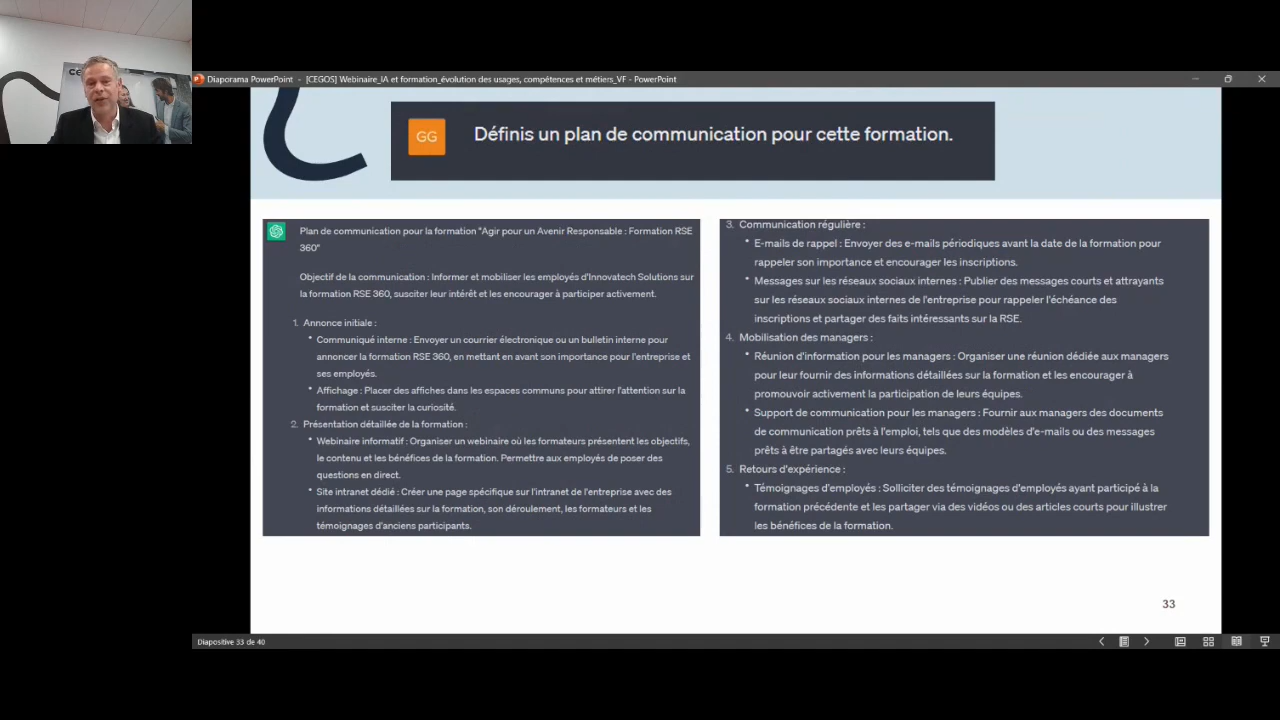 ce
Diaporama PowerPoint - [CEGOS] Webinaire_IA et formation_évolution des usages, compétences et métiers_VF - PowerPoint
GG
Définis un plan de communication pour cette formation.
Plan de communication pour la formation "Agir pour un Avenir Responsable : Formation RSE
360"
Objectif de la communication : Informer et mobiliser les employés d'Innovatech Solutions sur
la formation RSE 360, susciter leur intérêt et les encourager à participer activement.
1. Annonce initiale :
• Communiqué interne : Envoyer un courrier électronique ou un bulletin interne pour
annoncer la formation RSE 360, en mettant en avant son importance pour l'entreprise et
ses employés.
• Affichage : Placer des affiches dans les espaces communs pour attirer l'attention sur la
formation et susciter la curiosité.
2. Présentation détaillée de la formation :
• Webinaire informatif : Organiser un webinaire où les formateurs présentent les objectifs,
le contenu et les bénéfices de la formation. Permettre aux employés de poser des
questions en direct.
• Site intranet dédié : Créer une page spécifique sur l'intranet de l'entreprise avec des
informations détaillées sur la formation, son déroulement, les formateurs et les
témoignages d'anciens participants.
3. Communication régulière :
• E-mails de rappel : Envoyer des e-mails périodiques avant la date de la formation pour
rappeler son importance et encourager les inscriptions.
• Messages sur les réseaux sociaux internes : Publier des messages courts et attrayants
sur les réseaux sociaux internes de l'entreprise pour rappeler l'échéance des
inscriptions et partager des faits intéressants sur la RSE.
4. Mobilisation des managers :
• Réunion d'information pour les managers : Organiser une réunion dédiée aux managers
pour leur fournir des informations détaillées sur la formation et les encourager à
promouvoir activement la participation de leurs équipes.
• Support de communication pour les managers : Fournir aux managers des documents
de communication prêts à l'emploi, tels que des modèles d'e-mails ou des messages
prêts à être partagés avec leurs équipes.
5. Retours d'expérience :
• Témoignages d'employés : Solliciter des témoignages d'employés ayant participé à la
formation précédente et les partager via des vidéos ou des articles courts pour illustrer
les bénéfices de la formation.
33
Diapositive 33 de 40